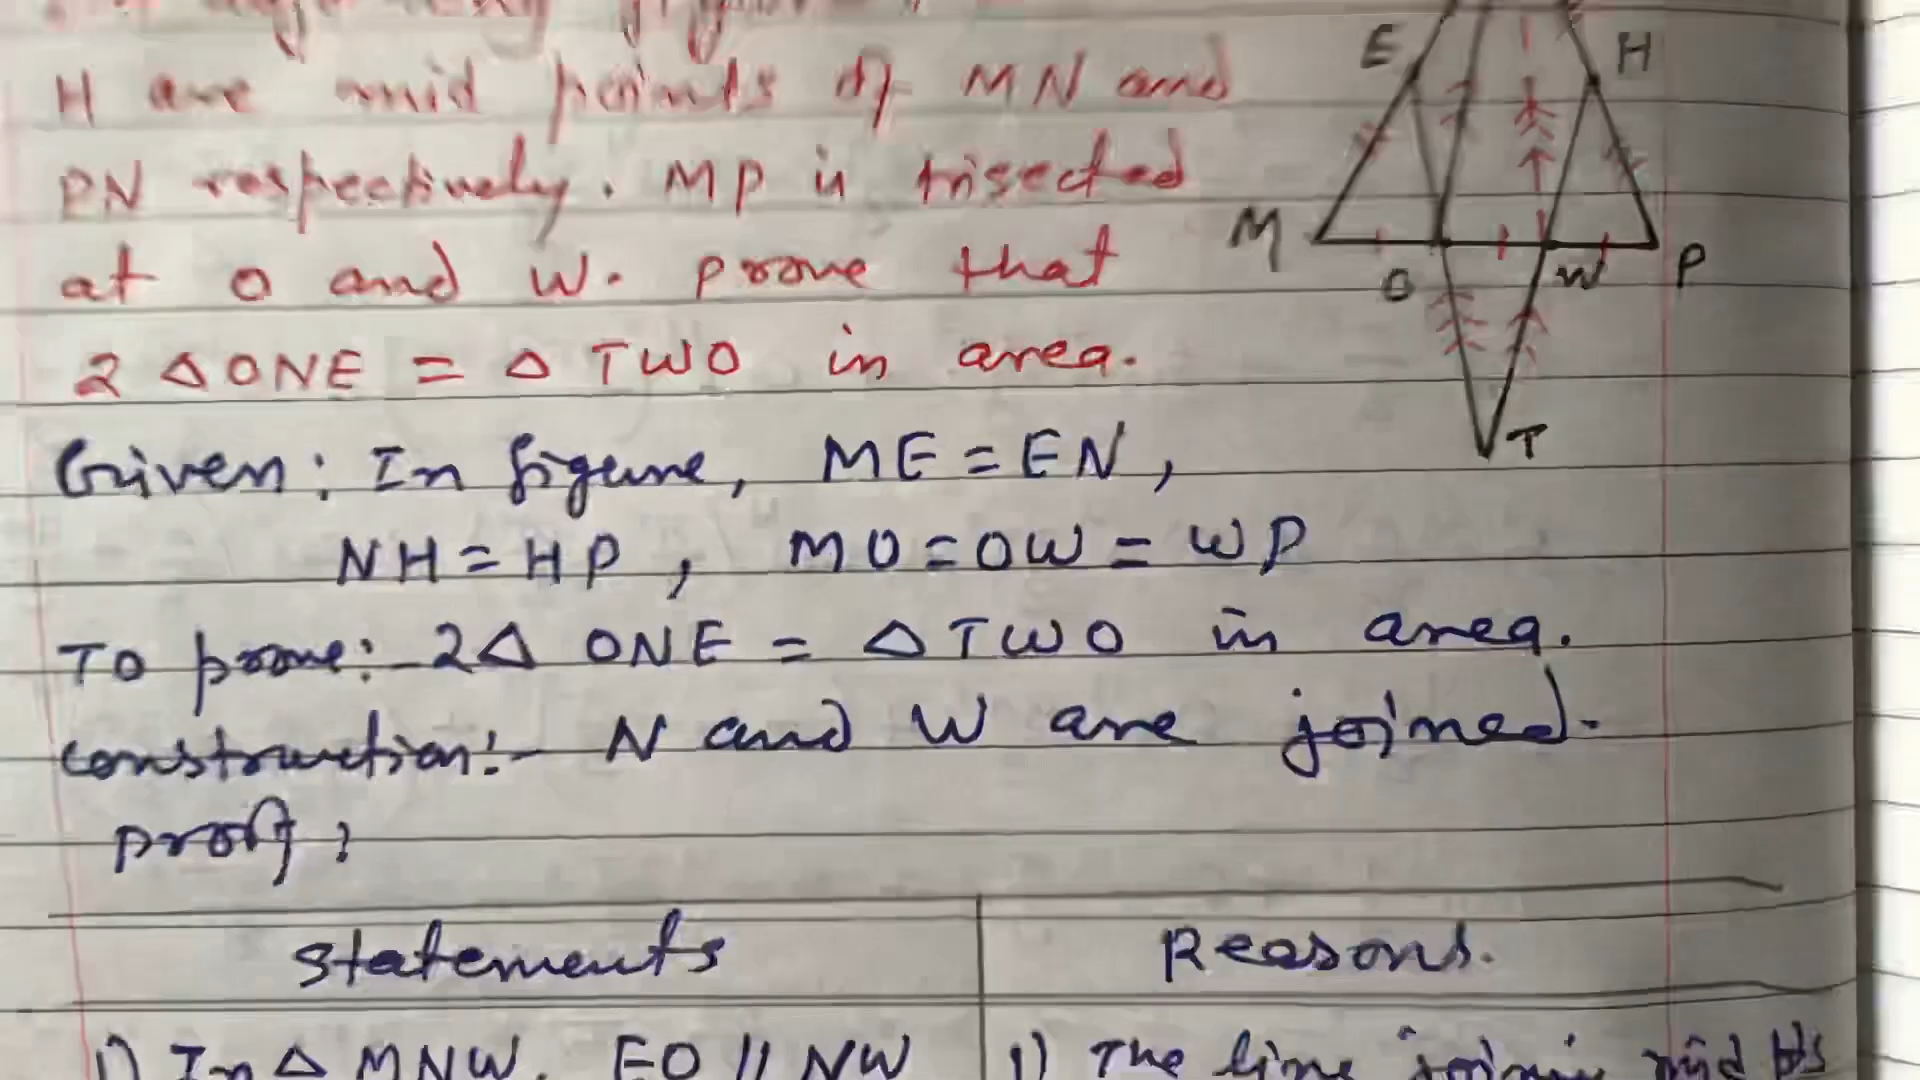 H are mid points of MN and
PN respectively. MP is trisected
at O and W. prove that
2 △ ONE = △ TWO in area.
E
H
M
O
W
P
T
Given: In figure, ME = EN,
NH = HP, MO = OW = WP
To prove:- 2△ ONE = △ TWO in area.
construction:- N and W are joined.
proof:
statements
Reasons.
1) In △ MNW, EO // NW
1) The line joining mid pts